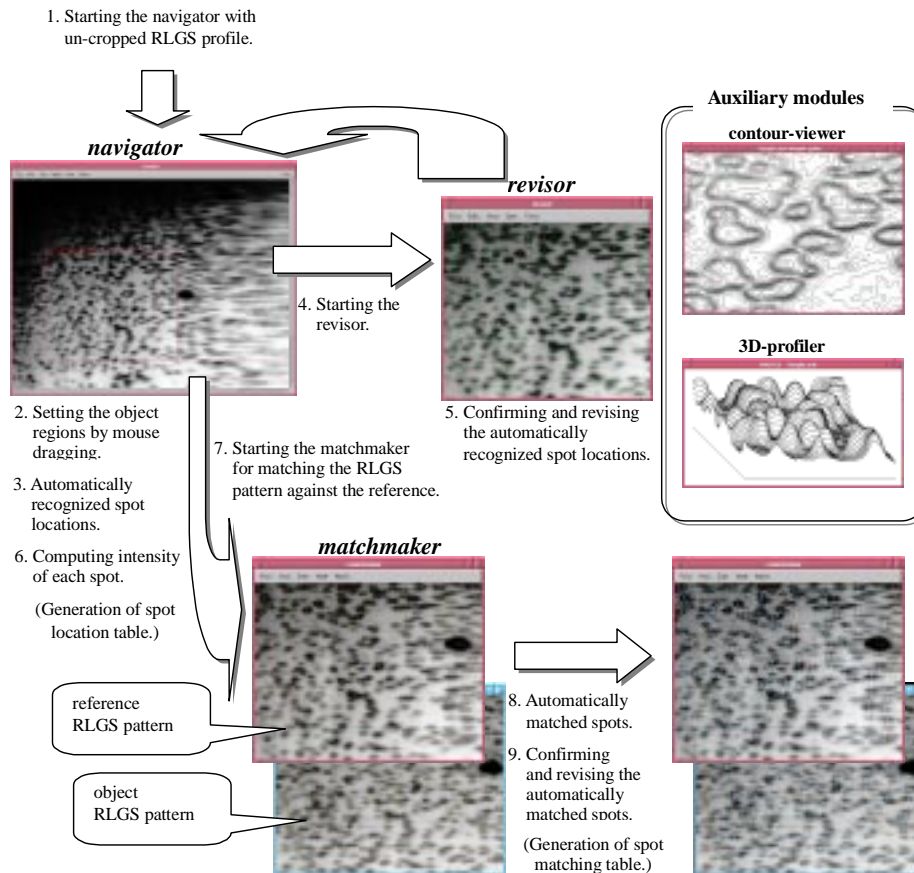 1. Starting the navigator with
un-cropped RLGS profile.
navigator
revisor
Auxiliary modules
contour-viewer
3D-profiler
4. Starting the
revisor.
2. Setting the object
regions by mouse
dragging.
3. Automatically
recognized spot
locations.
6. Computing intensity
of each spot.
(Generation of spot
location table.)
5. Confirming and revising
the automatically
recognized spot locations.
7. Starting the matchmaker
for matching the RLGS
pattern against the reference.
matchmaker
reference
RLGS pattern
object
RLGS pattern
8. Automatically
matched spots.
9. Confirming
and revising the
automatically
matched spots.
(Generation of spot
matching table.)